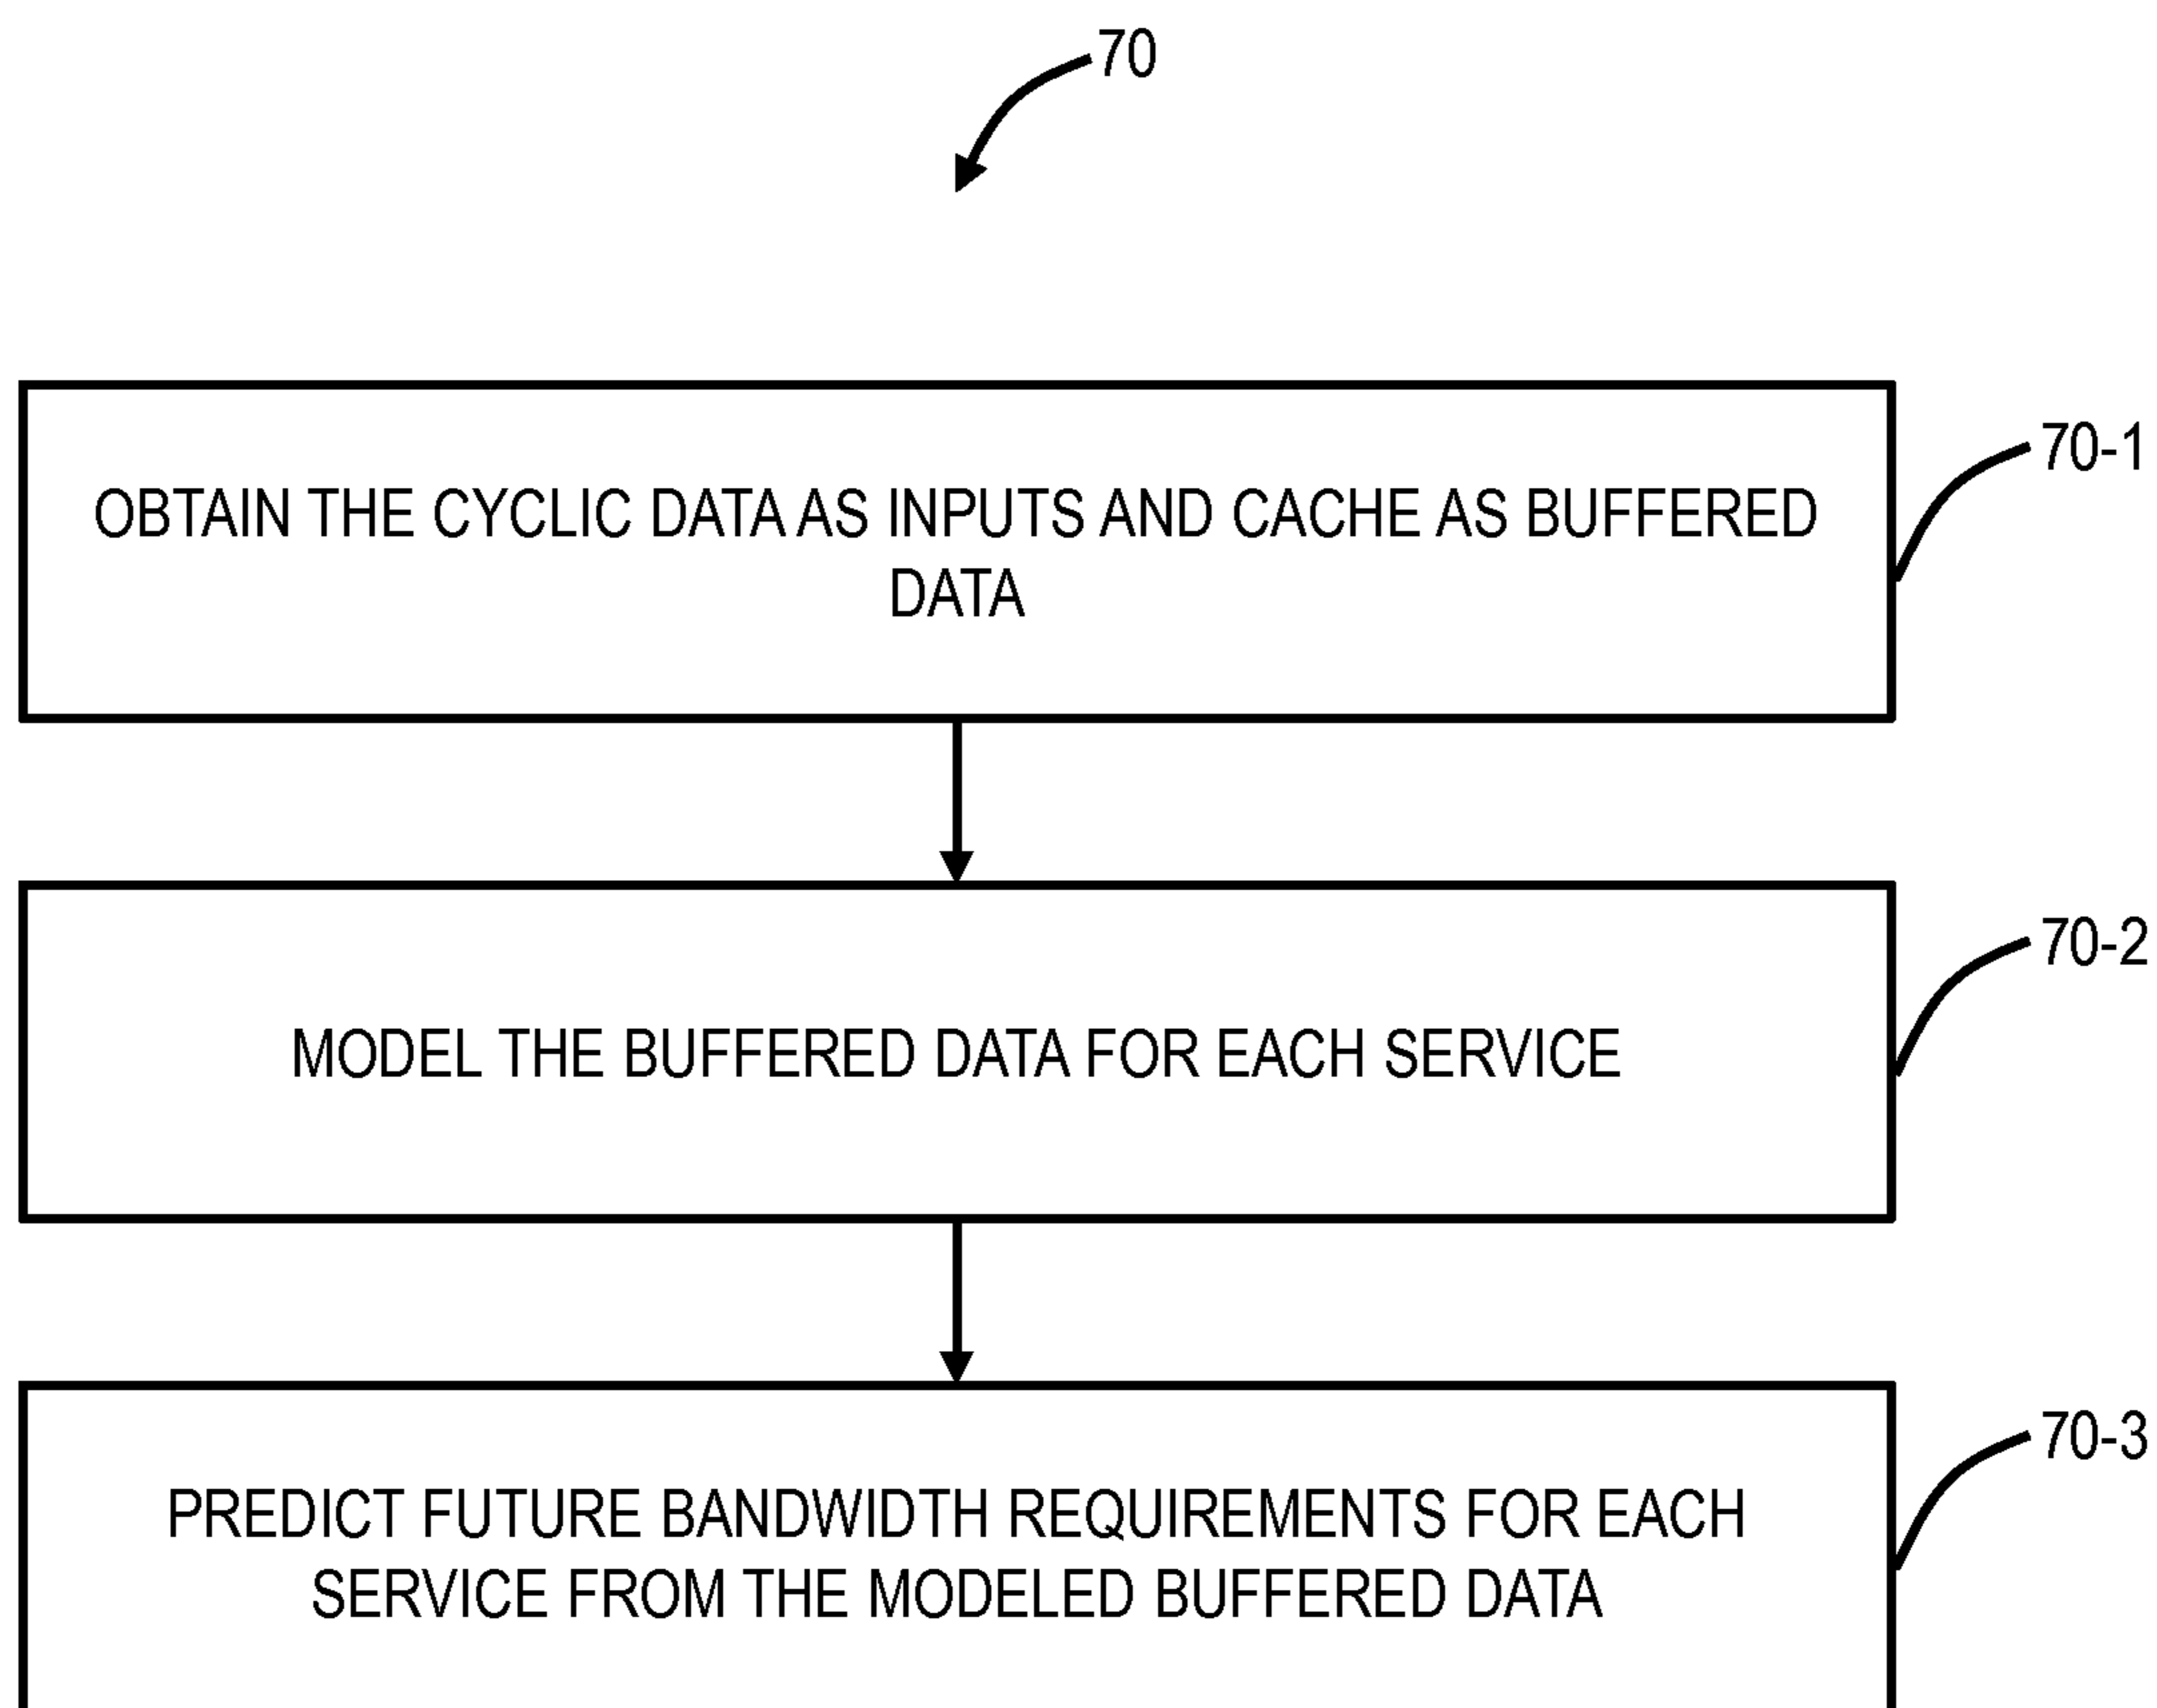 70
70-1
OBTAIN THE CYCLIC DATA AS INPUTS AND CACHE AS BUFFERED
DATA
70-2
MODEL THE BUFFERED DATA FOR EACH SERVICE
70-3
PREDICT FUTURE BANDWIDTH REQUIREMENTS FOR EACH
SERVICE FROM THE MODELED BUFFERED DATA